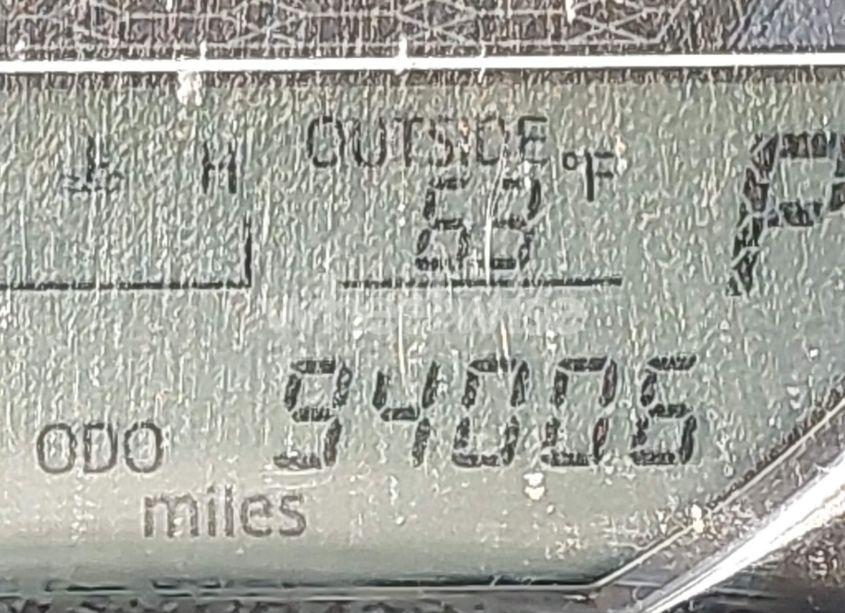 H OUTSIDE °F P
ODO 94006
miles